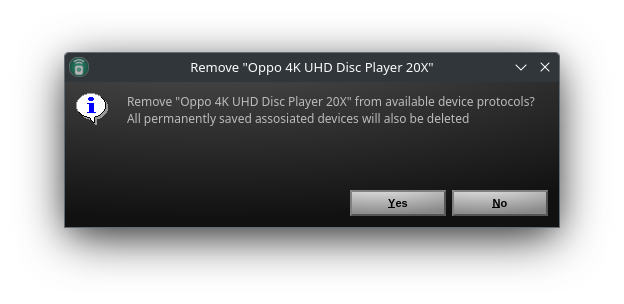 Remove "Oppo 4K UHD Disc Player 20X"
Remove "Oppo 4K UHD Disc Player 20X" from available device protocols?
All permanently saved assosiated devices will also be deleted
Yes
No